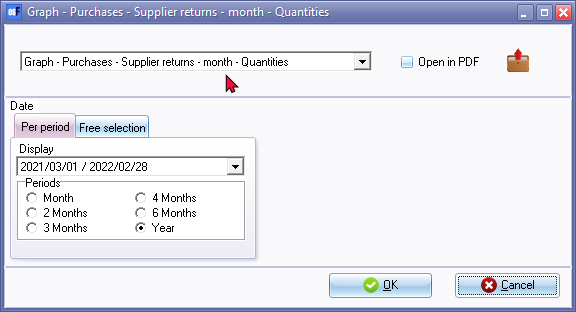 Graph - Purchases - Supplier returns - month - Quantities
Graph - Purchases - Supplier returns - month - Quantities
Open in PDF
Date
Per period
Free selection
Display
2021/03/01 / 2022/02/28
Periods
Month
4 Months
2 Months
6 Months
3 Months
Year
OK
Cancel